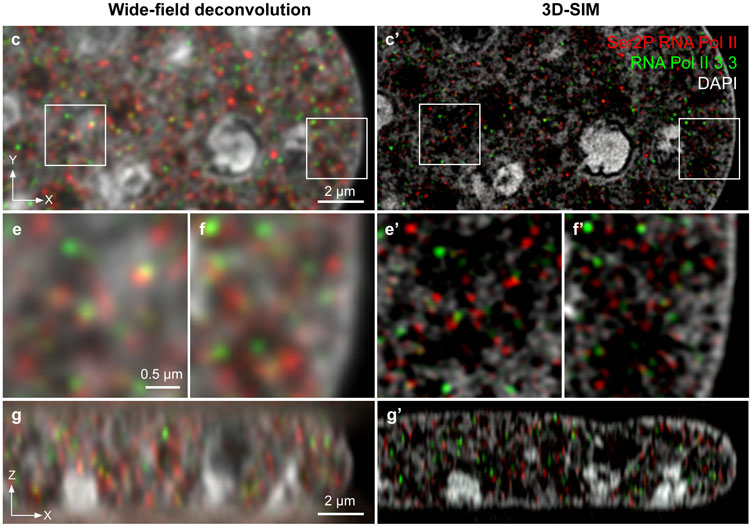 Wide-field deconvolution
3D-SIM
c
c’
Ser2P RNA Pol II
RNA Pol II 3.3
DAPI
Y
X
2 µm
e
f
e’
f’
0.5 µm
g
g’
Z
X
2 µm